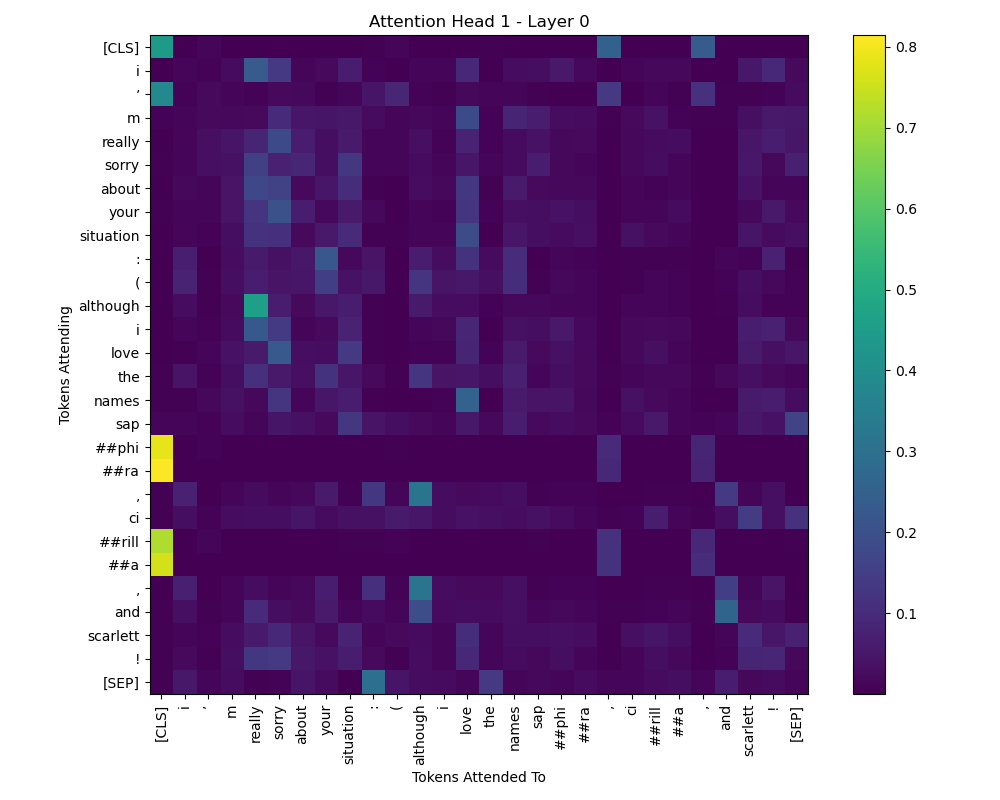 Attention Head 1 - Layer 0
[CLS]
i
’
m
really
sorry
about
your
situation
:
(
although
i
love
the
names
sap
##phi
##ra
,
ci
##rill
##a
,
and
scarlett
!
[SEP]
Tokens Attending
[CLS] i ’ m really sorry about your situation : ( although i love the names sap ##phi ##ra , ci ##rill ##a , and scarlett ! [SEP]
Tokens Attended To
0.8
0.7
0.6
0.5
0.4
0.3
0.2
0.1